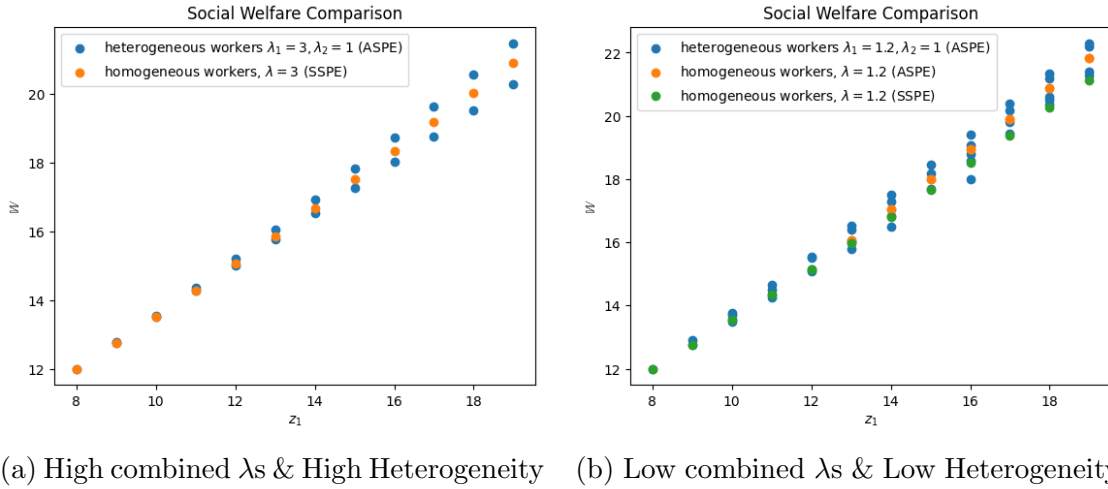 Social Welfare Comparison
heterogeneous workers λ₁ = 3, λ₂ = 1 (ASPE)
homogeneous workers, λ = 3 (SSPE)
20
18
16
14
12
𝕎
8 10 12 14 16 18
z₁
(a) High combined λs & High Heterogeneity
Social Welfare Comparison
heterogeneous workers λ₁ = 1.2, λ₂ = 1 (ASPE)
homogeneous workers, λ = 1.2 (ASPE)
homogeneous workers, λ = 1.2 (SSPE)
22
20
18
16
14
12
𝕎
8 10 12 14 16 18
z₁
(b) Low combined λs & Low Heterogeneity